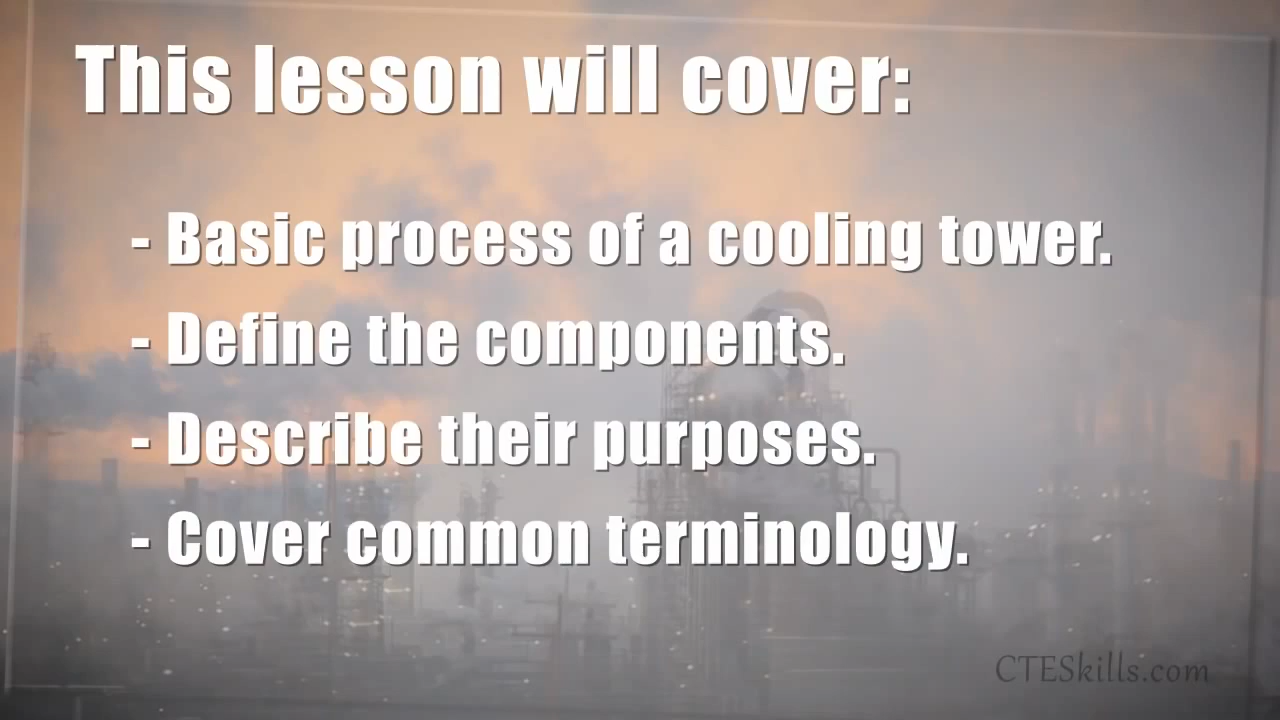 This lesson will cover:
- Basic process of a cooling tower.
- Define the components.
- Describe their purposes.
- Cover common terminology.
CTESkills.com